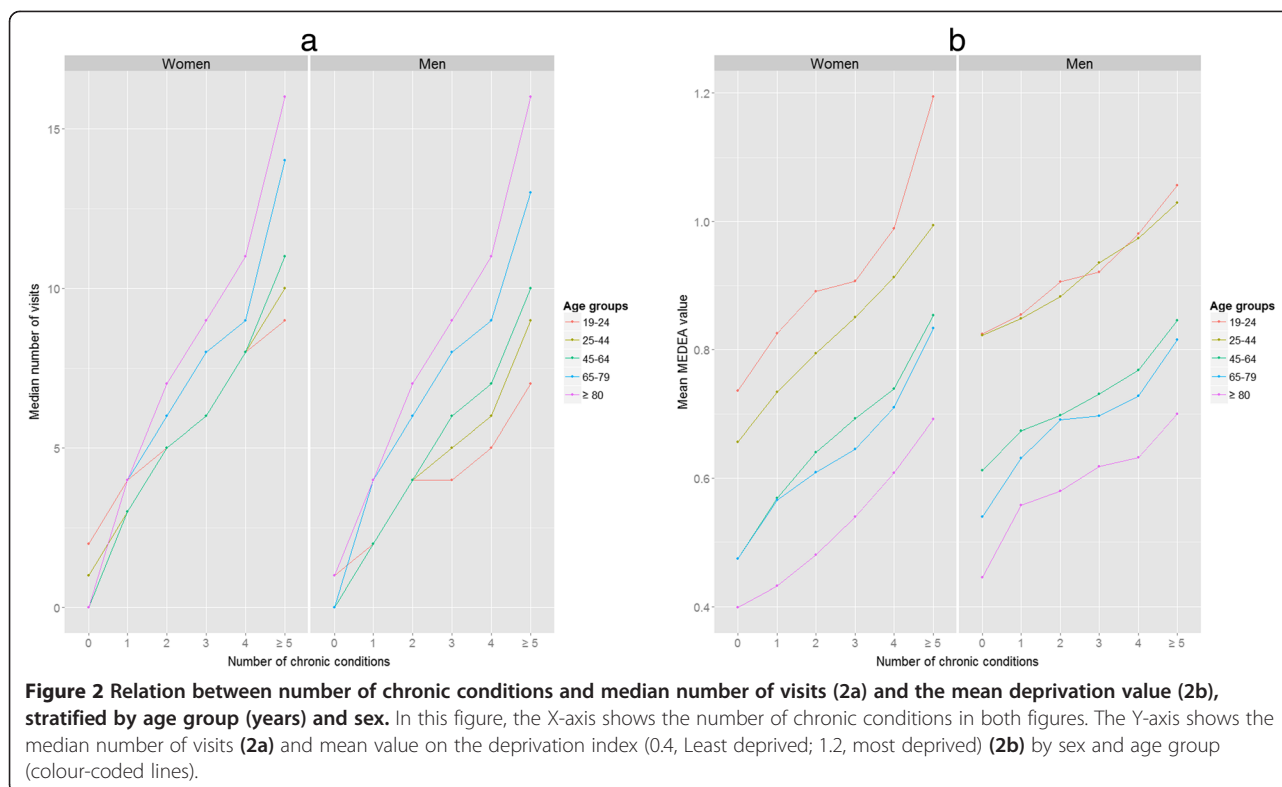 a
Women
Men
15
10
5
0
Median number of visits
0 1 2 3 4 ≥ 5
0 1 2 3 4 ≥ 5
Number of chronic conditions
Age groups
19-24
25-44
45-64
65-79
≥ 80
b
Women
Men
1.2
1.0
0.8
0.6
0.4
Mean MEDEA value
0 1 2 3 4 ≥ 5
0 1 2 3 4 ≥ 5
Number of chronic conditions
Age groups
19-24
25-44
45-64
65-79
≥ 80
Figure 2 Relation between number of chronic conditions and median number of visits (2a) and the mean deprivation value (2b),
stratified by age group (years) and sex. In this figure, the X-axis shows the number of chronic conditions in both figures. The Y-axis shows the
median number of visits (2a) and mean value on the deprivation index (0.4, Least deprived; 1.2, most deprived) (2b) by sex and age group
(colour-coded lines).